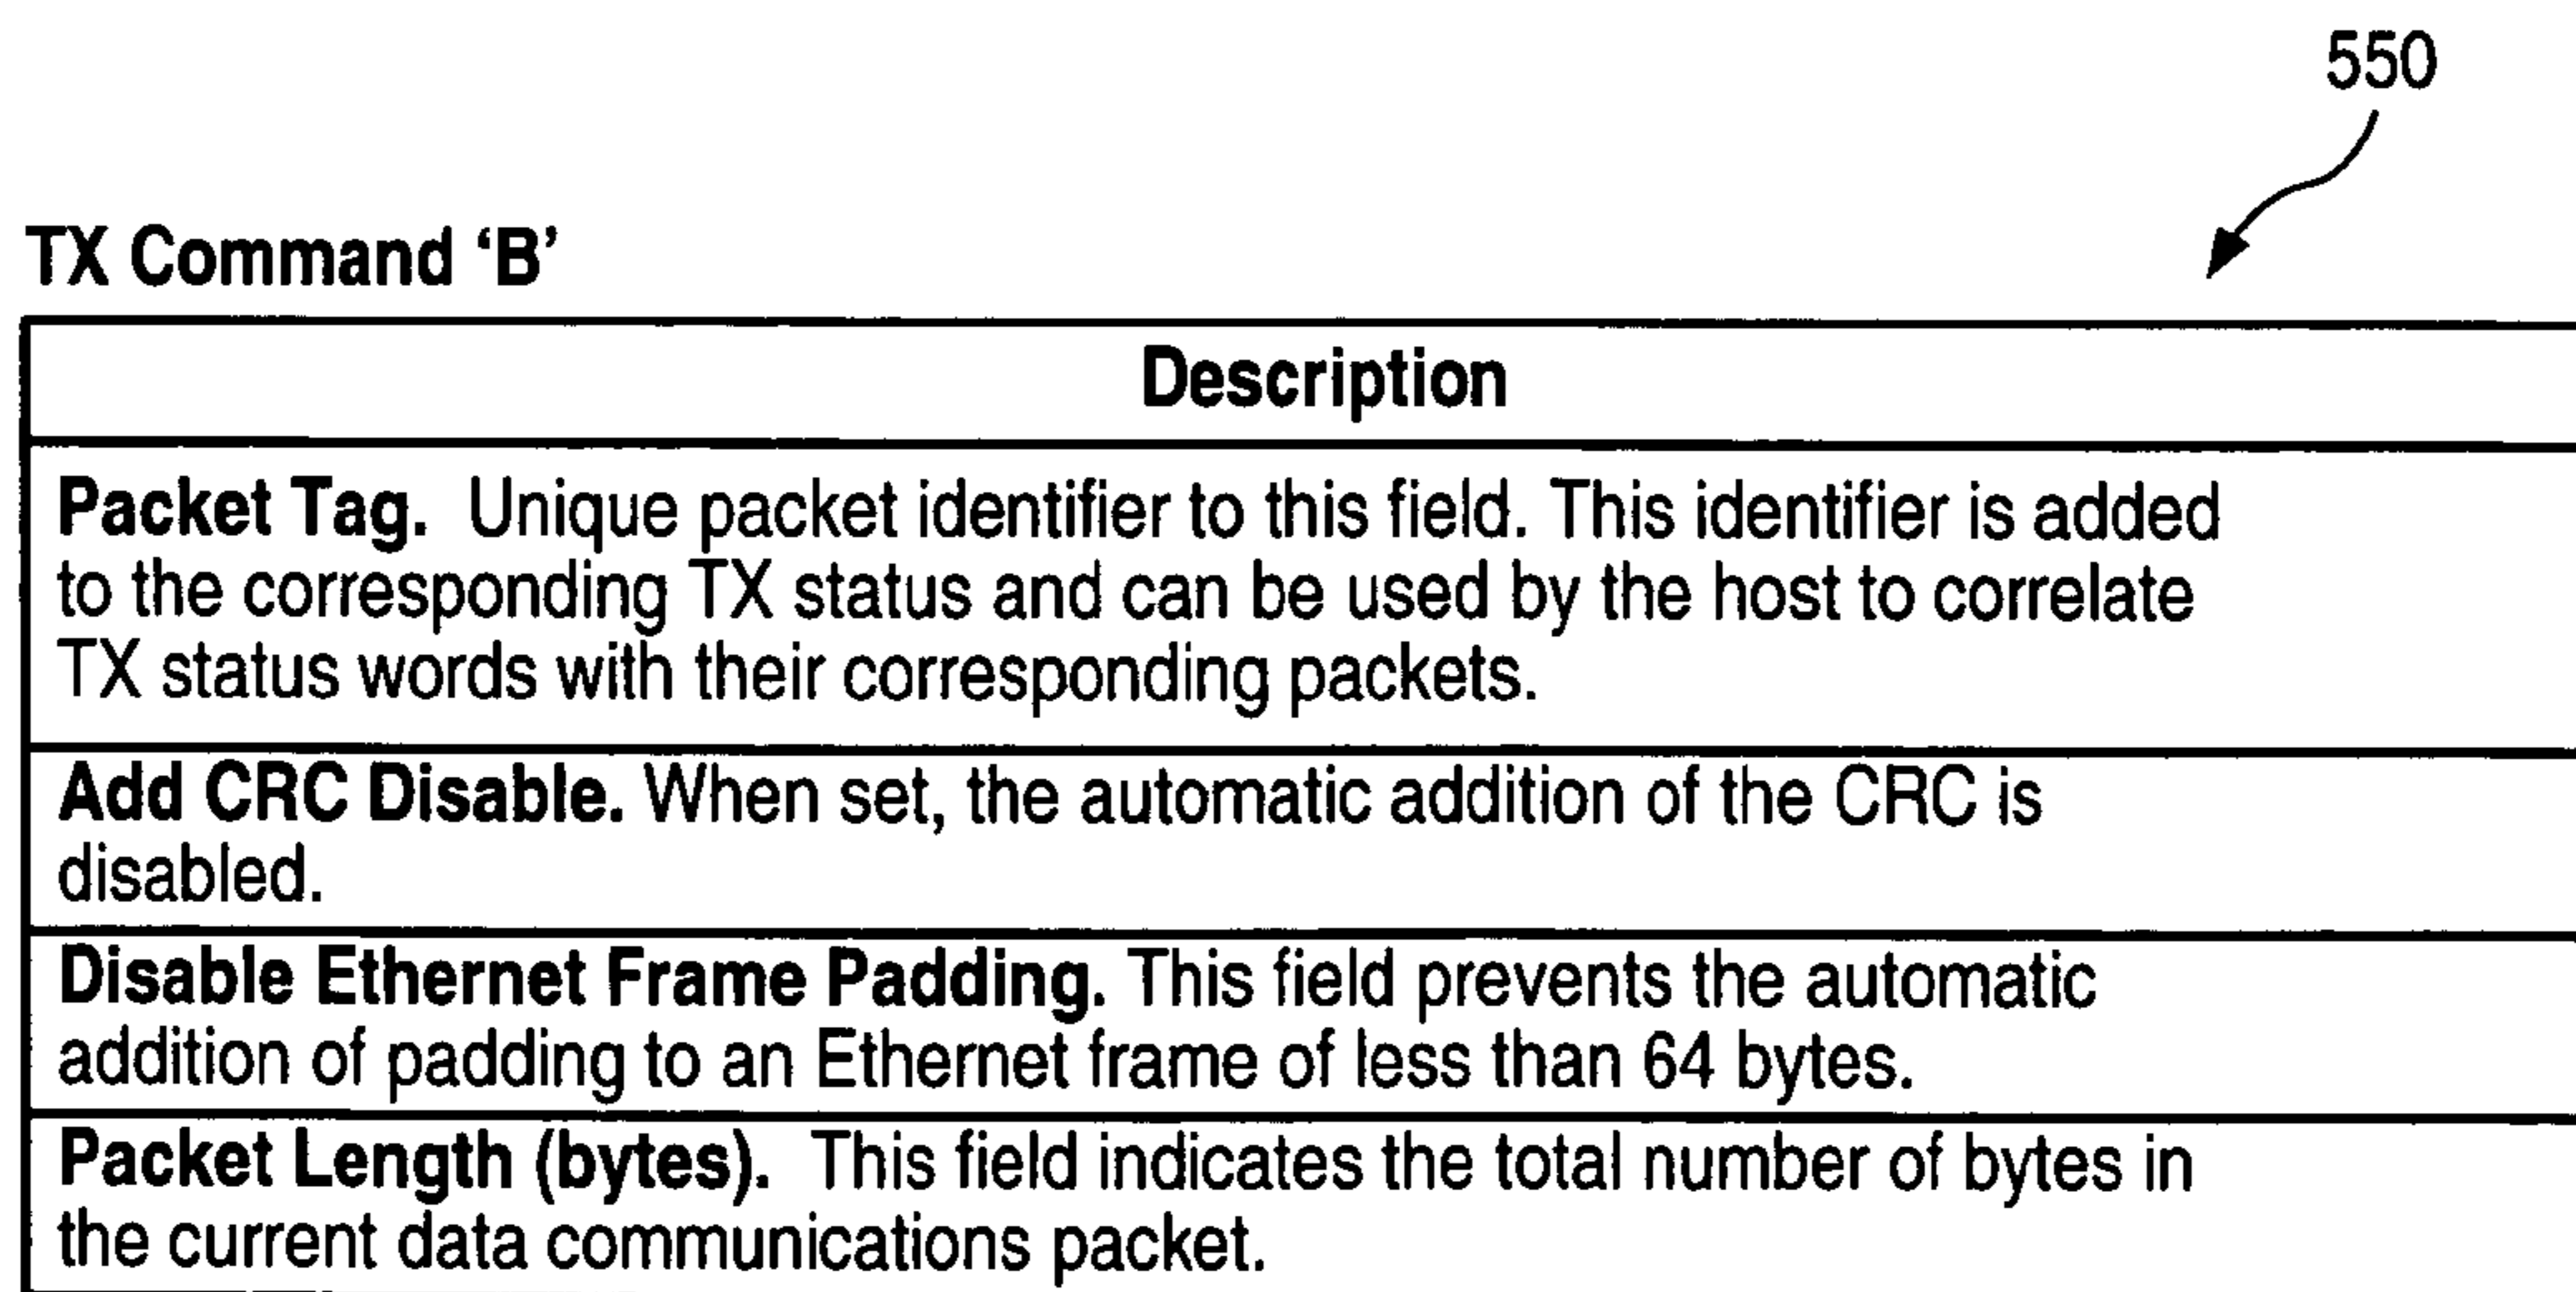 550
TX Command ‘B’
Description
Packet Tag. Unique packet identifier to this field. This identifier is added
to the corresponding TX status and can be used by the host to correlate
TX status words with their corresponding packets.
Add CRC Disable. When set, the automatic addition of the CRC is
disabled.
Disable Ethernet Frame Padding. This field prevents the automatic
addition of padding to an Ethernet frame of less than 64 bytes.
Packet Length (bytes). This field indicates the total number of bytes in
the current data communications packet.